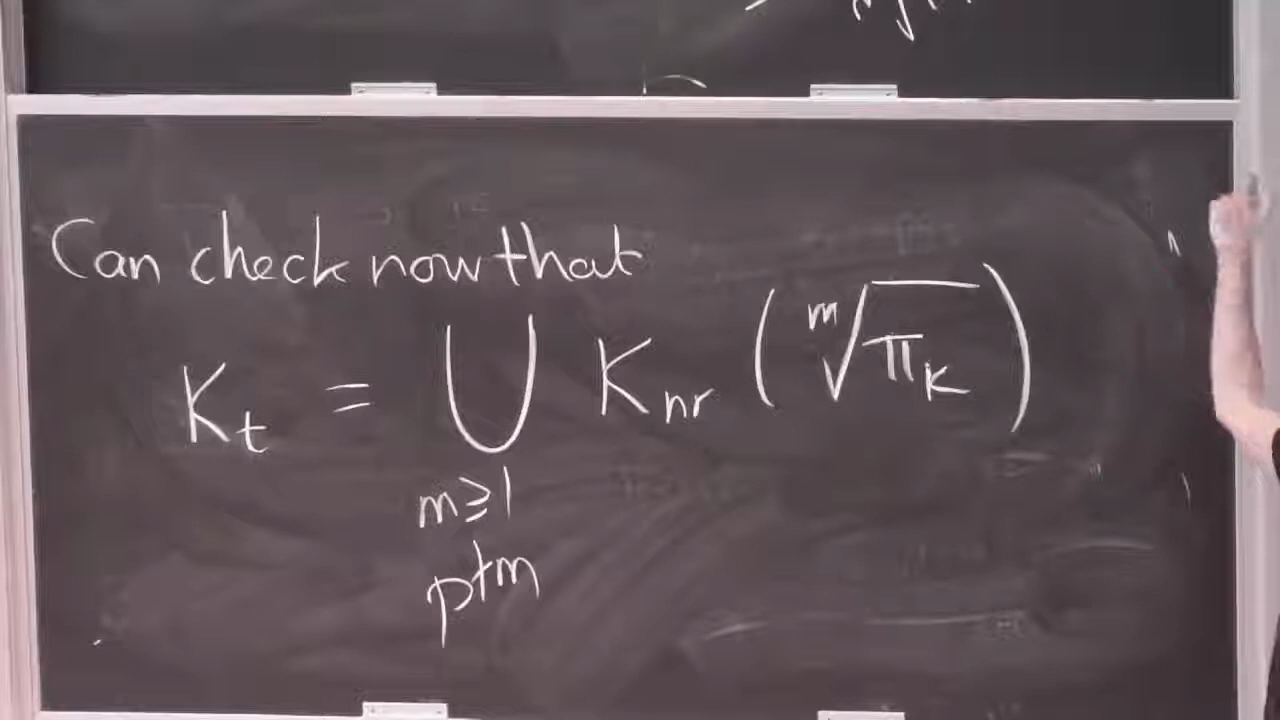 Can check now that
K_t = ⋃ K_nr ( ᵐ√π_K )
m ⩾ 1
p ∤ m